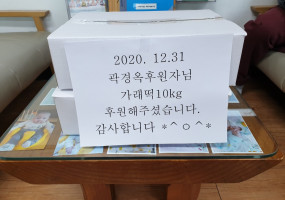 2020. 12.31
곽경옥후원자님
가래떡10kg
후원해주셨습니다.
감사합니다 *^ㅇ^*